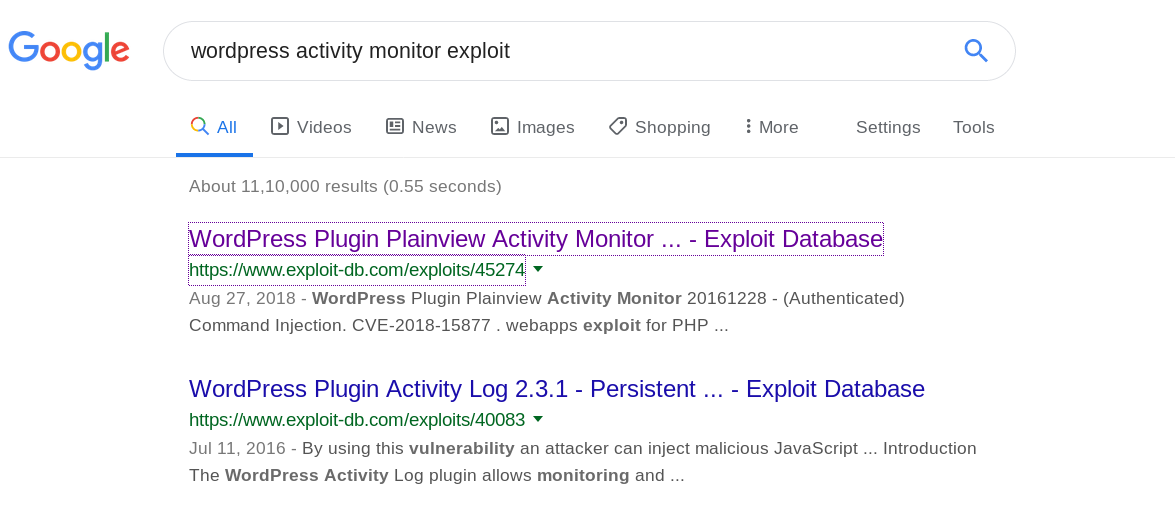 Google
wordpress activity monitor exploit
All Videos News Images Shopping More Settings Tools
About 11,10,000 results (0.55 seconds)
WordPress Plugin Plainview Activity Monitor ... - Exploit Database
https://www.exploit-db.com/exploits/45274
Aug 27, 2018 - WordPress Plugin Plainview Activity Monitor 20161228 - (Authenticated)
Command Injection. CVE-2018-15877 . webapps exploit for PHP ...
WordPress Plugin Activity Log 2.3.1 - Persistent ... - Exploit Database
https://www.exploit-db.com/exploits/40083
Jul 11, 2016 - By using this vulnerability an attacker can inject malicious JavaScript ... Introduction
The WordPress Activity Log plugin allows monitoring and ...